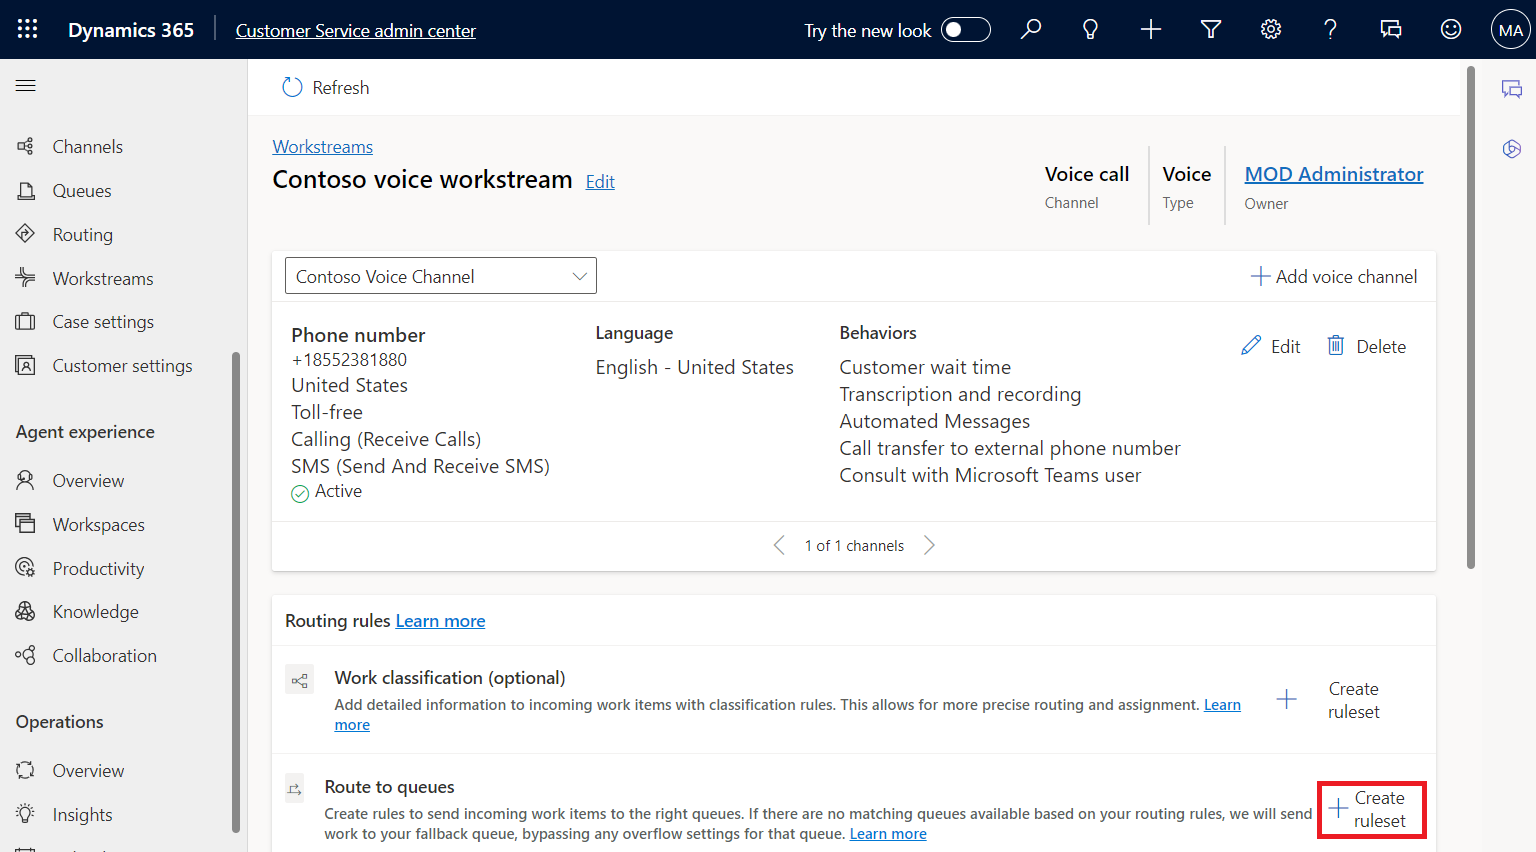 Dynamics 365
Customer Service admin center
Try the new look
MA
Channels
Queues
Routing
Workstreams
Case settings
Customer settings
Agent experience
Overview
Workspaces
Productivity
Knowledge
Collaboration
Operations
Overview
Insights
Refresh
Workstreams
Contoso voice workstream Edit
Voice call
Channel
Voice
Type
MOD Administrator
Owner
Contoso Voice Channel
Add voice channel
Phone number
+18552381880
United States
Toll-free
Calling (Receive Calls)
SMS (Send And Receive SMS)
Active
Language
English - United States
Behaviors
Customer wait time
Transcription and recording
Automated Messages
Call transfer to external phone number
Consult with Microsoft Teams user
Edit
Delete
1 of 1 channels
Routing rules Learn more
Work classification (optional)
Add detailed information to incoming work items with classification rules. This allows for more precise routing and assignment. Learn
more
Create
ruleset
Route to queues
Create rules to send incoming work items to the right queues. If there are no matching queues available based on your routing rules, we will send
work to your fallback queue, bypassing any overflow settings for that queue. Learn more
Create
ruleset